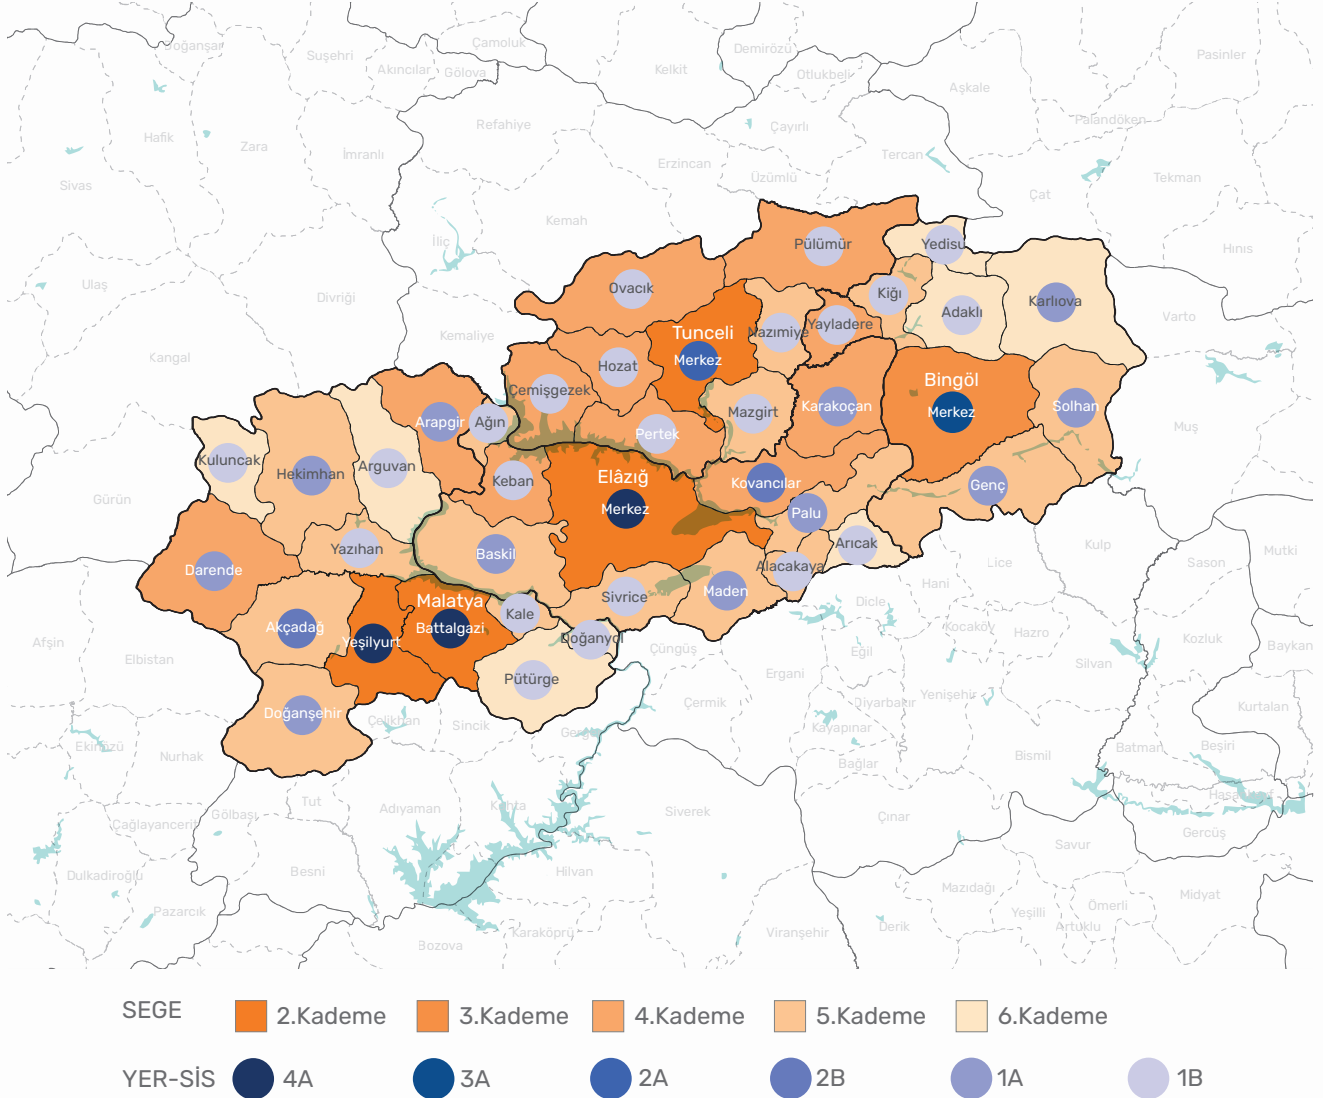 Doğanşar
Suşehri
Çamoluk
Akıncılar
Gölova
Kelkit
Demirözü
Otlukbeli
Pasinler
Aşkale
Hafik
Zara
İmranlı
Refahiye
Çayırlı
Palandöken
Sivas
Erzincan
Üzümlü
Tercan
Tekman
Çat
Kemah
İliç
Pülümür
Yedisu
Hınıs
Ulaş
Divriği
Ovacık
Kiğı
Karlıova
Adaklı
Varto
Kemaliye
Tunceli
Merkez
Nazımiye
Yayladere
Kangal
Hozat
Çemişgezek
Bingöl
Merkez
Karakoçan
Solhan
Mazgirt
Arapgir
Ağın
Pertek
Muş
Kuluncak
Hekimhan
Arguvan
Keban
Elâzığ
Merkez
Kovancılar
Genç
Gürün
Palu
Yazıhan
Baskil
Arıcak
Kulp
Mutki
Darende
Alacakaya
Lice
Sason
Hani
Maden
Sivrice
Malatya
Battalgazi
Kale
Dicle
Akçadağ
Yeşilyurt
Doğanyol
Kocaköy
Hazro
Kozluk
Baykan
Afşin
Elbistan
Çüngüş
Eğil
Silvan
Pütürge
Ergani
Doğanşehir
Çelikhan
Sincik
Çermik
Yenişehir
Diyarbakır
Kurtalan
Kayapınar
Ekinözü
Nurhak
Bağlar
Bismil
Batman
Beşiri
Tut
Adıyaman
Kahta
Siverek
Çınar
Gölbaşı
Gercüş
Savur
Besni
Hilvan
Dulkadiroğlu
Mazıdağı
Midyat
Pazarcık
Ömerli
Yeşilli
Artuklu
Derik
Viranşehir
Karaköprü
Bozova
SEGE 2.Kademe 3.Kademe 4.Kademe 5.Kademe 6.Kademe
YER-SİS 4A 3A 2A 2B 1A 1B